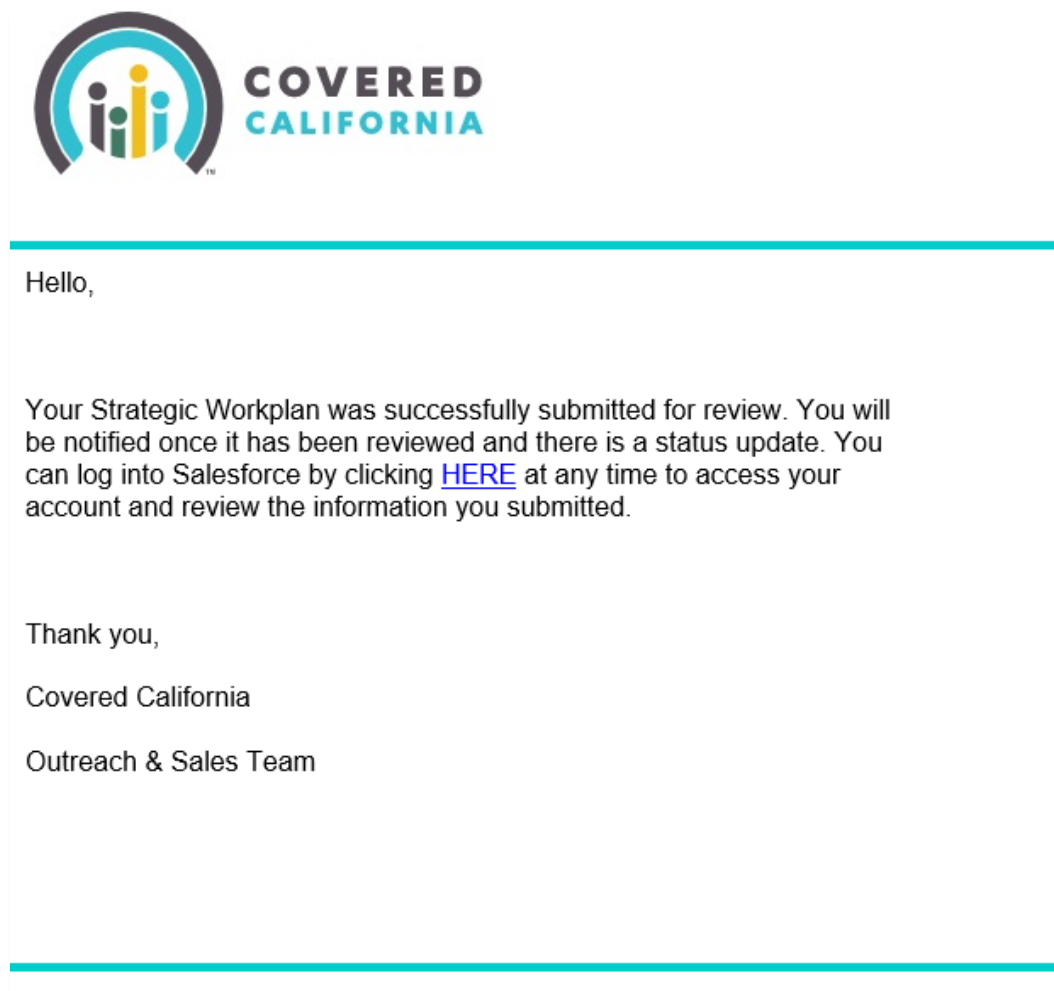 COVERED
CALIFORNIA
TM
Hello,
Your Strategic Workplan was successfully submitted for review. You will
be notified once it has been reviewed and there is a status update. You
can log into Salesforce by clicking HERE at any time to access your
account and review the information you submitted.
Thank you,
Covered California
Outreach & Sales Team